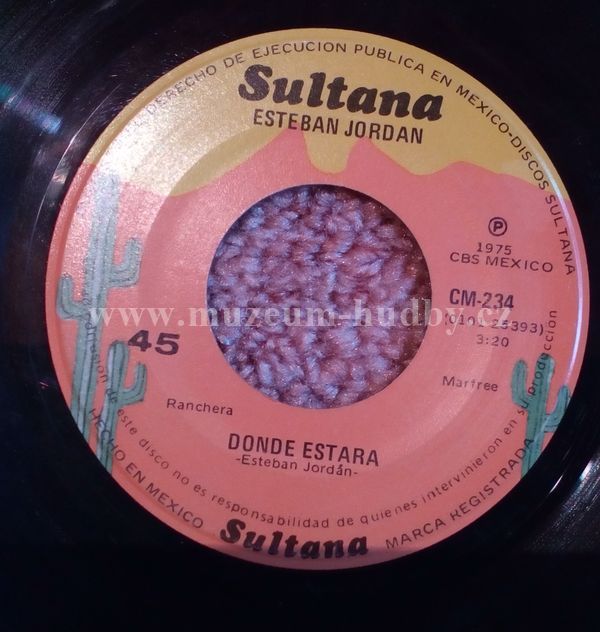 DERECHO DE EJECUCION PUBLICA EN MEXICO-DISCOS SULTANA
Sultana
ESTEBAN JORDAN
P
1975
CBS MEXICO
CM-234
3:20
www.muzeum-hudby.cz
45
Marfree
Ranchera
DONDE ESTARA
-Esteban Jordán-
de este disco no es responsabilidad de quienes intervinieron en su producción
HECHO EN MEXICO
Sultana
MARCA REGISTRADA